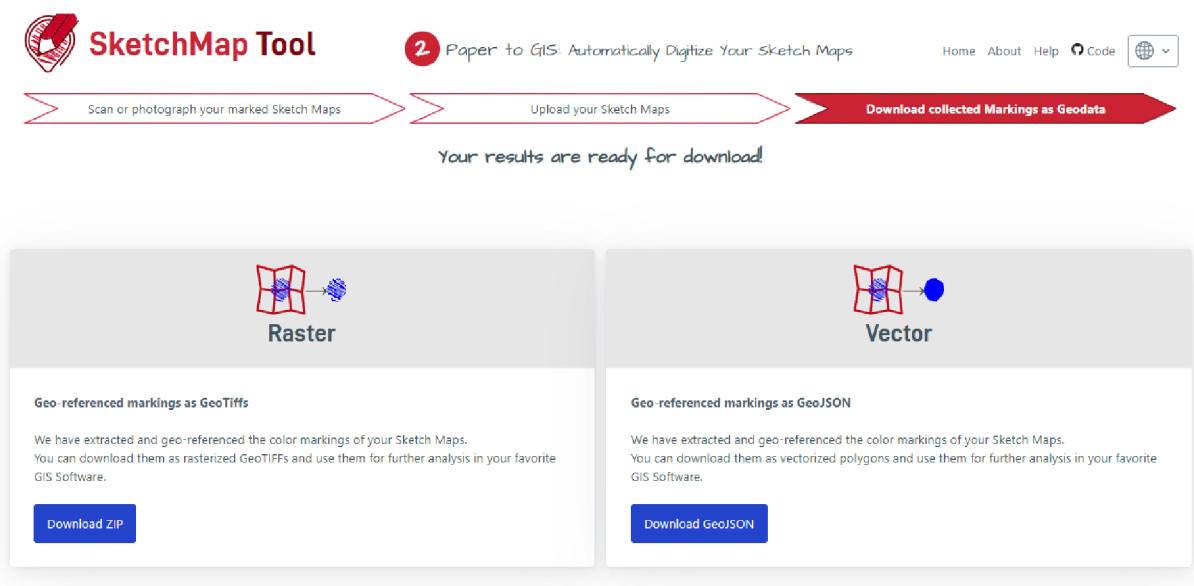 SketchMap Tool
2 Paper to GIS: Automatically Digitize Your Sketch Maps
Home About Help Code
Scan or photograph your marked Sketch Maps
Upload your Sketch Maps
Download collected Markings as Geodata
Your results are ready for download!
Raster
Geo-referenced markings as GeoTiffs
We have extracted and geo-referenced the color markings of your Sketch Maps.
You can download them as rasterized GeoTIFFs and use them for further analysis in your favorite
GIS Software.
Download ZIP
Vector
Geo-referenced markings as GeoJSON
We have extracted and geo-referenced the color markings of your Sketch Maps.
You can download them as vectorized polygons and use them for further analysis in your favorite
GIS Software.
Download GeoJSON